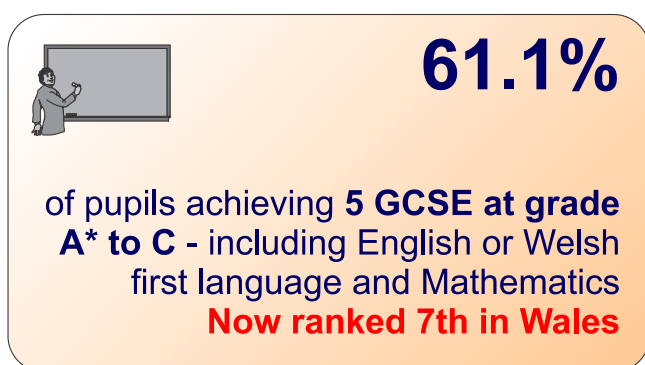 61.1%
of pupils achieving 5 GCSE at grade
A* to C - including English or Welsh
first language and Mathematics
Now ranked 7th in Wales